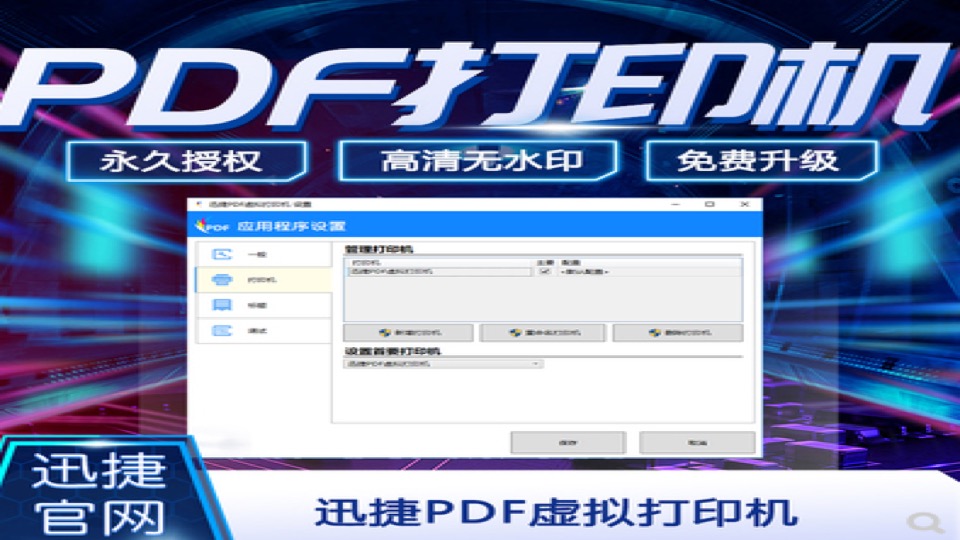 PDF打印机
永久授权
高清无水印
免费升级
迅捷PDF虚拟打印机 设置
PDF 应用程序设置
一般
打印机
标题
调试
管理打印机
打印机 主要 配置
迅捷PDF虚拟打印机 <默认配置>
新增打印机 重命名打印机 删除打印机
设置首要打印机
迅捷PDF虚拟打印机
保存 取消
迅捷
官网
迅捷PDF虚拟打印机